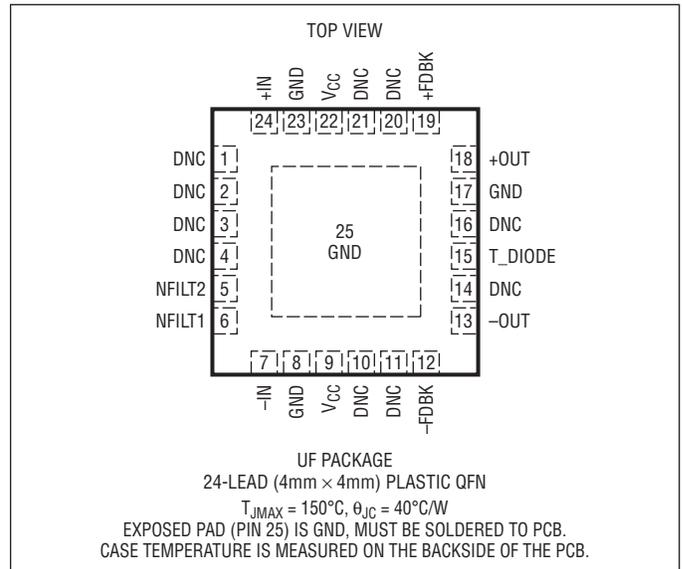 TOP VIEW
+IN GND VCC DNC DNC +FDBK
24 23 22 21 20 19
DNC 1
DNC 2
DNC 3
DNC 4
NFILT2 5
NFILT1 6
25
GND
18 +OUT
17 GND
16 DNC
15 T_DIODE
14 DNC
13 –OUT
7 8 9 10 11 12
–IN GND VCC DNC DNC –FDBK
UF PACKAGE
24-LEAD (4mm × 4mm) PLASTIC QFN
TJMAX = 150°C, θJC = 40°C/W
EXPOSED PAD (PIN 25) IS GND, MUST BE SOLDERED TO PCB.
CASE TEMPERATURE IS MEASURED ON THE BACKSIDE OF THE PCB.